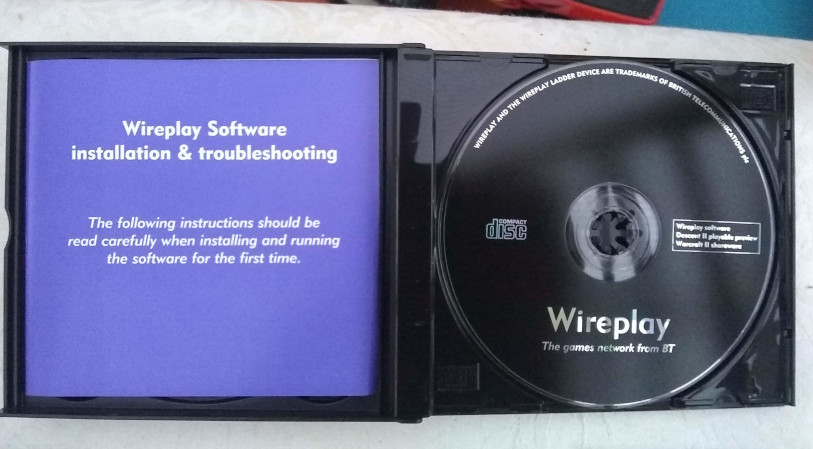 Wireplay Software
installation & troubleshooting
The following instructions should be
read carefully when installing and running
the software for the first time.
WIREPLAY AND THE WIREPLAY LADDER DEVICE ARE TRADEMARKS OF BRITISH TELECOMMUNICATIONS plc
COMPACT
disc
Wireplay software
Descent II playable preview
Warcraft II shareware
Wireplay
The games network from BT